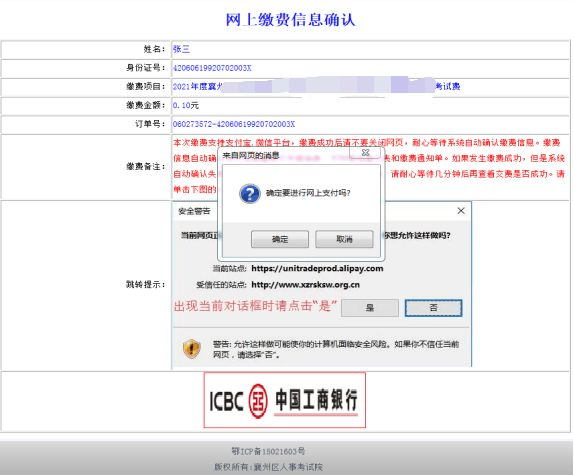 网上缴费信息确认
姓名: 张三
身份证号: 42060619920702003X
缴费项目: 2021年度襄州 考试费
缴费金额: 0.10元
订单号: 060273572-42060619920702003X
缴费备注:
本次缴费支持支付宝,微信平台，缴费成功后请不要关闭网页，耐心等待系统自动确认缴费信息。缴费
信息自动确 表和缴费通知单。如果发生缴费成功，但是系统
自动确认失 请耐心等待几分钟后再查看交费是否成功。请
单击下图的
来自网页的消息
确定要进行网上支付吗?
确定 取消
跳转提示:
安全警告
当前网页正 你想允许这样做吗?
当前站点: https://unitradeprod.alipay.com
受信任的站点: http://www.xzrsksw.org.cn
出现当前对话框时请点击“是” 是 否
警告: 允许这样做可能使你的计算机面临安全风险。如果你不信任当前
网页，请选择“否”。
ICBC 中国工商银行
鄂ICP备15021603号
版权所有:襄州区人事考试院